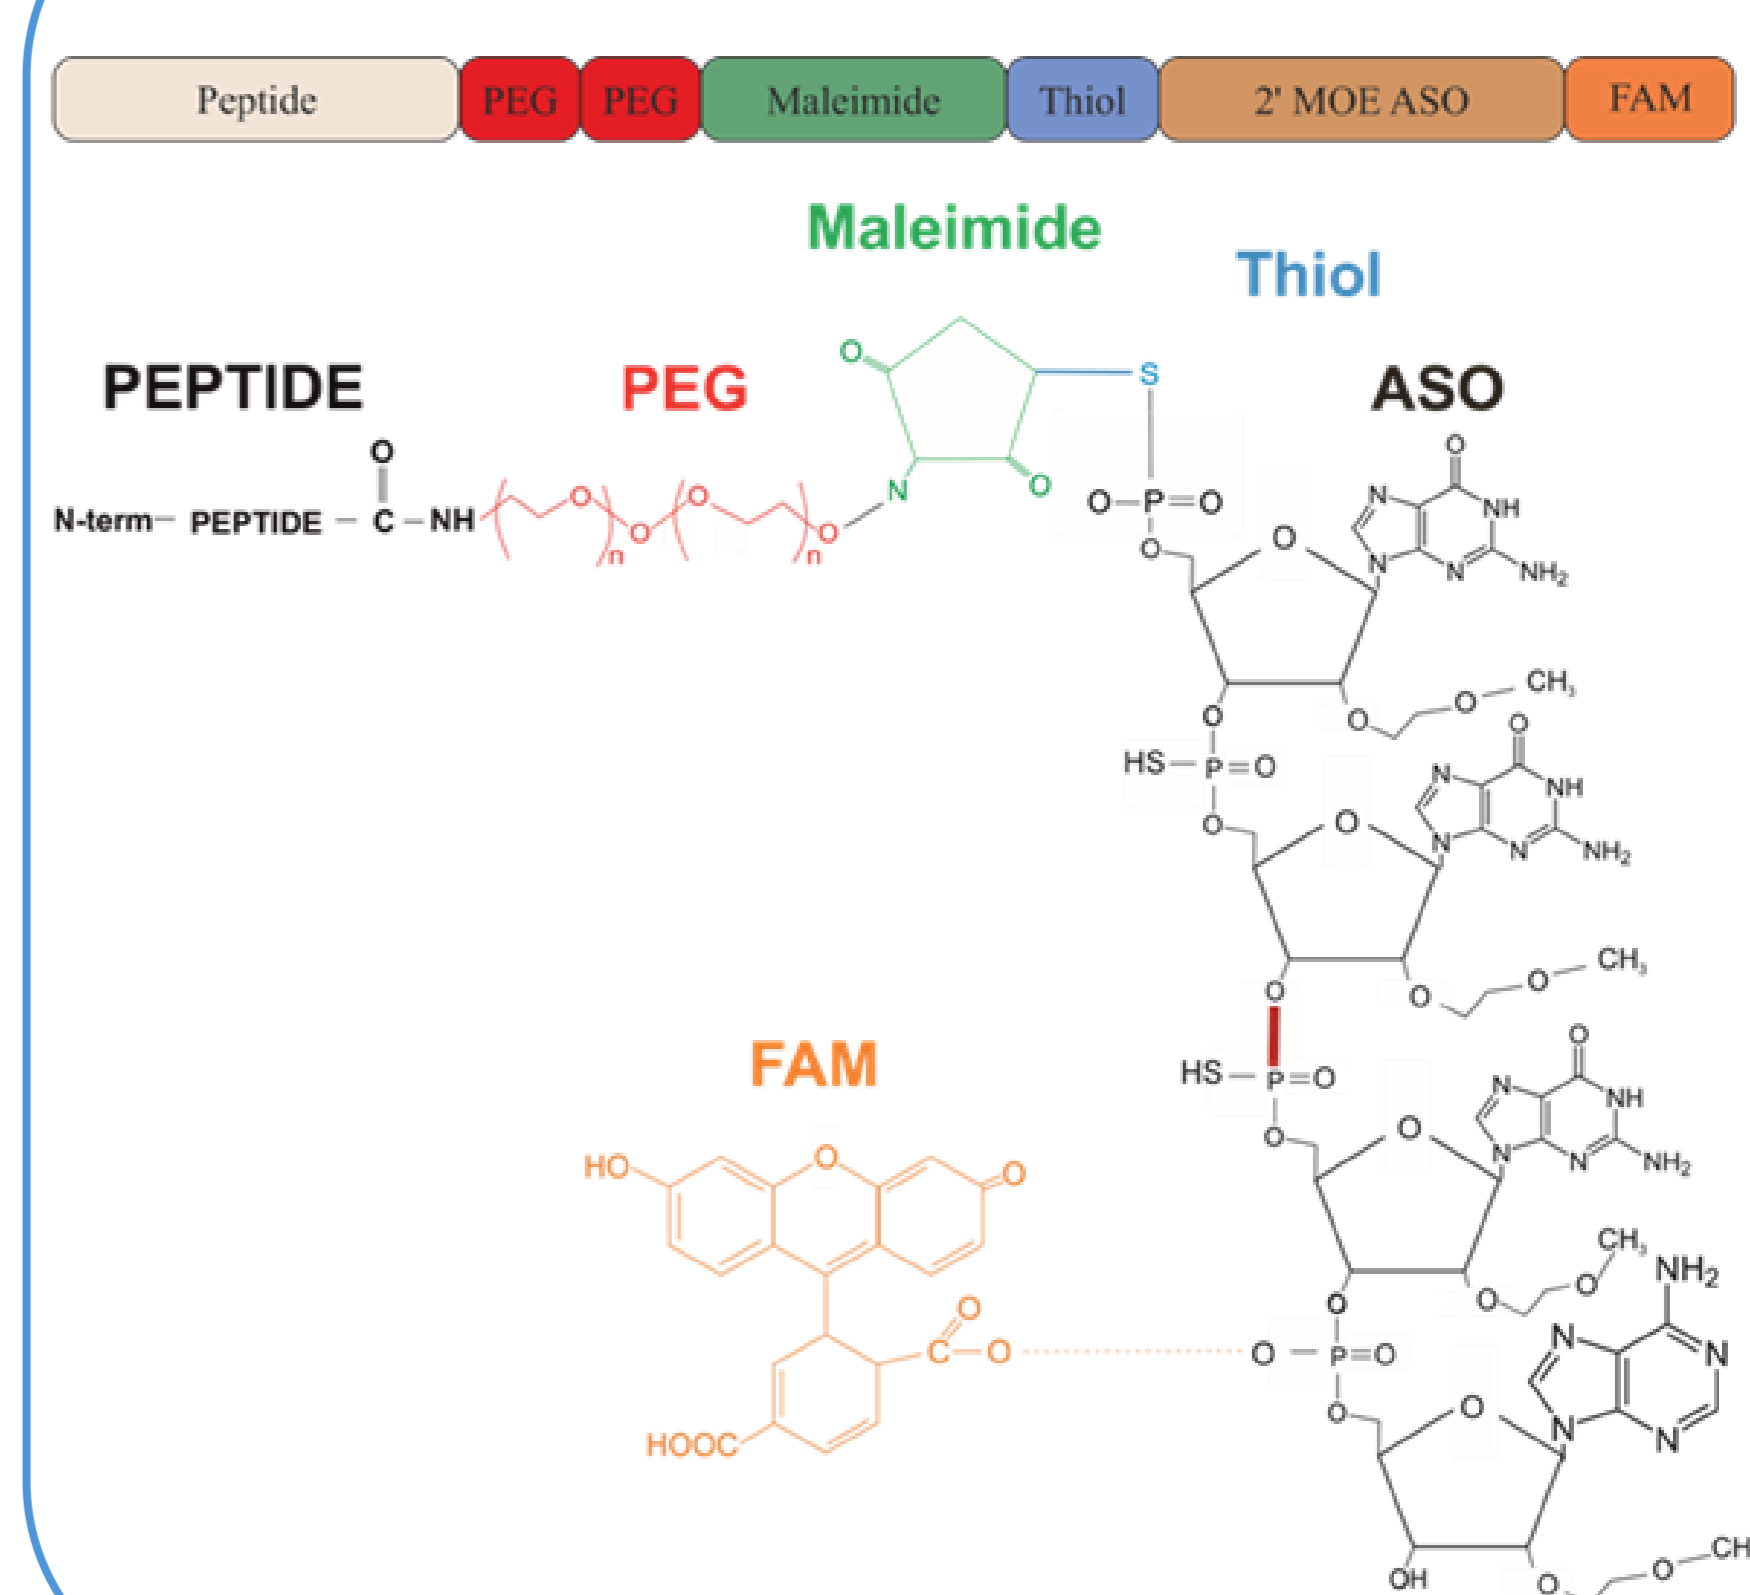 Peptide PEG PEG Maleimide Thiol 2' MOE ASO FAM
Maleimide
Thiol
PEPTIDE PEG ASO
O S
O O
O
N O O P O
N-term PEPTIDE C NH O O n O O n O
O
O N NH N N NH2
O
O O CH3
HS P O
O
O N NH N N NH2
O
O O CH3
FAM
HS P O
O
O N NH N N NH2
HO O O
O
O O CH3
NH2
O
C O O P O
O
O N N N N
HOOC
OH O O CH